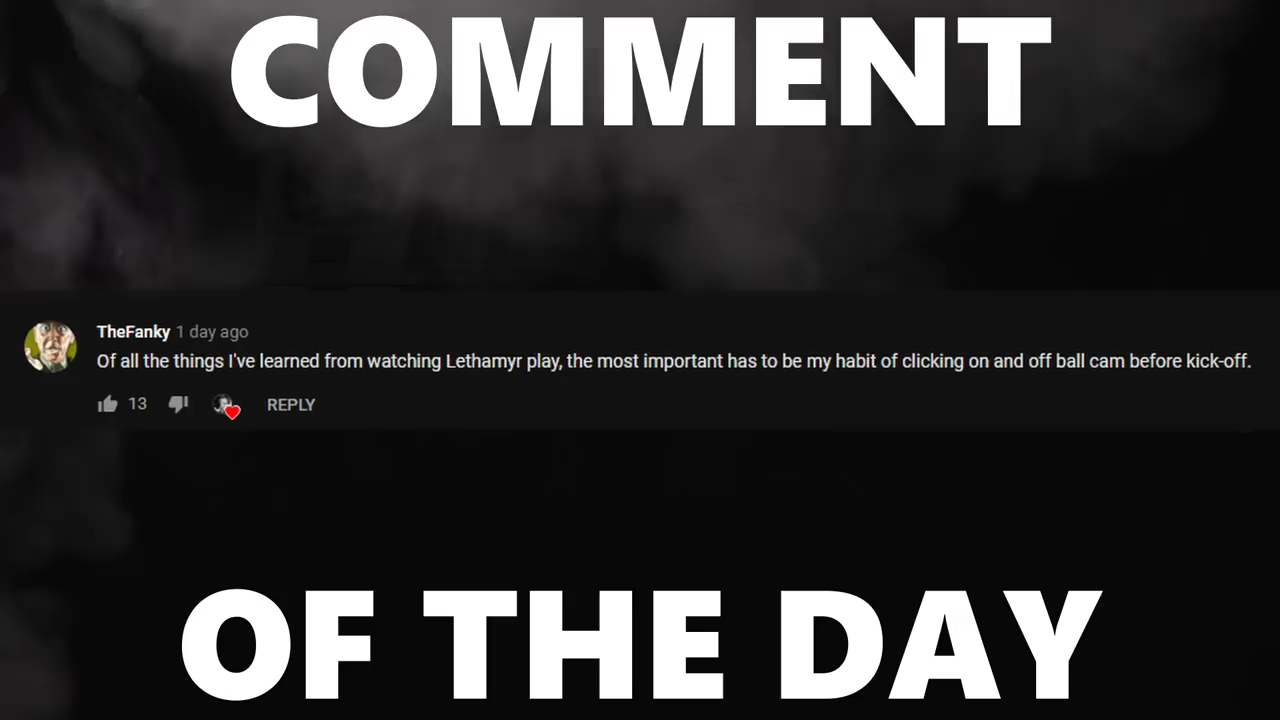 COMMENT
TheFanky 1 day ago
Of all the things I've learned from watching Lethamyr play, the most important has to be my habit of clicking on and off ball cam before kick-off.
13 REPLY
OF THE DAY